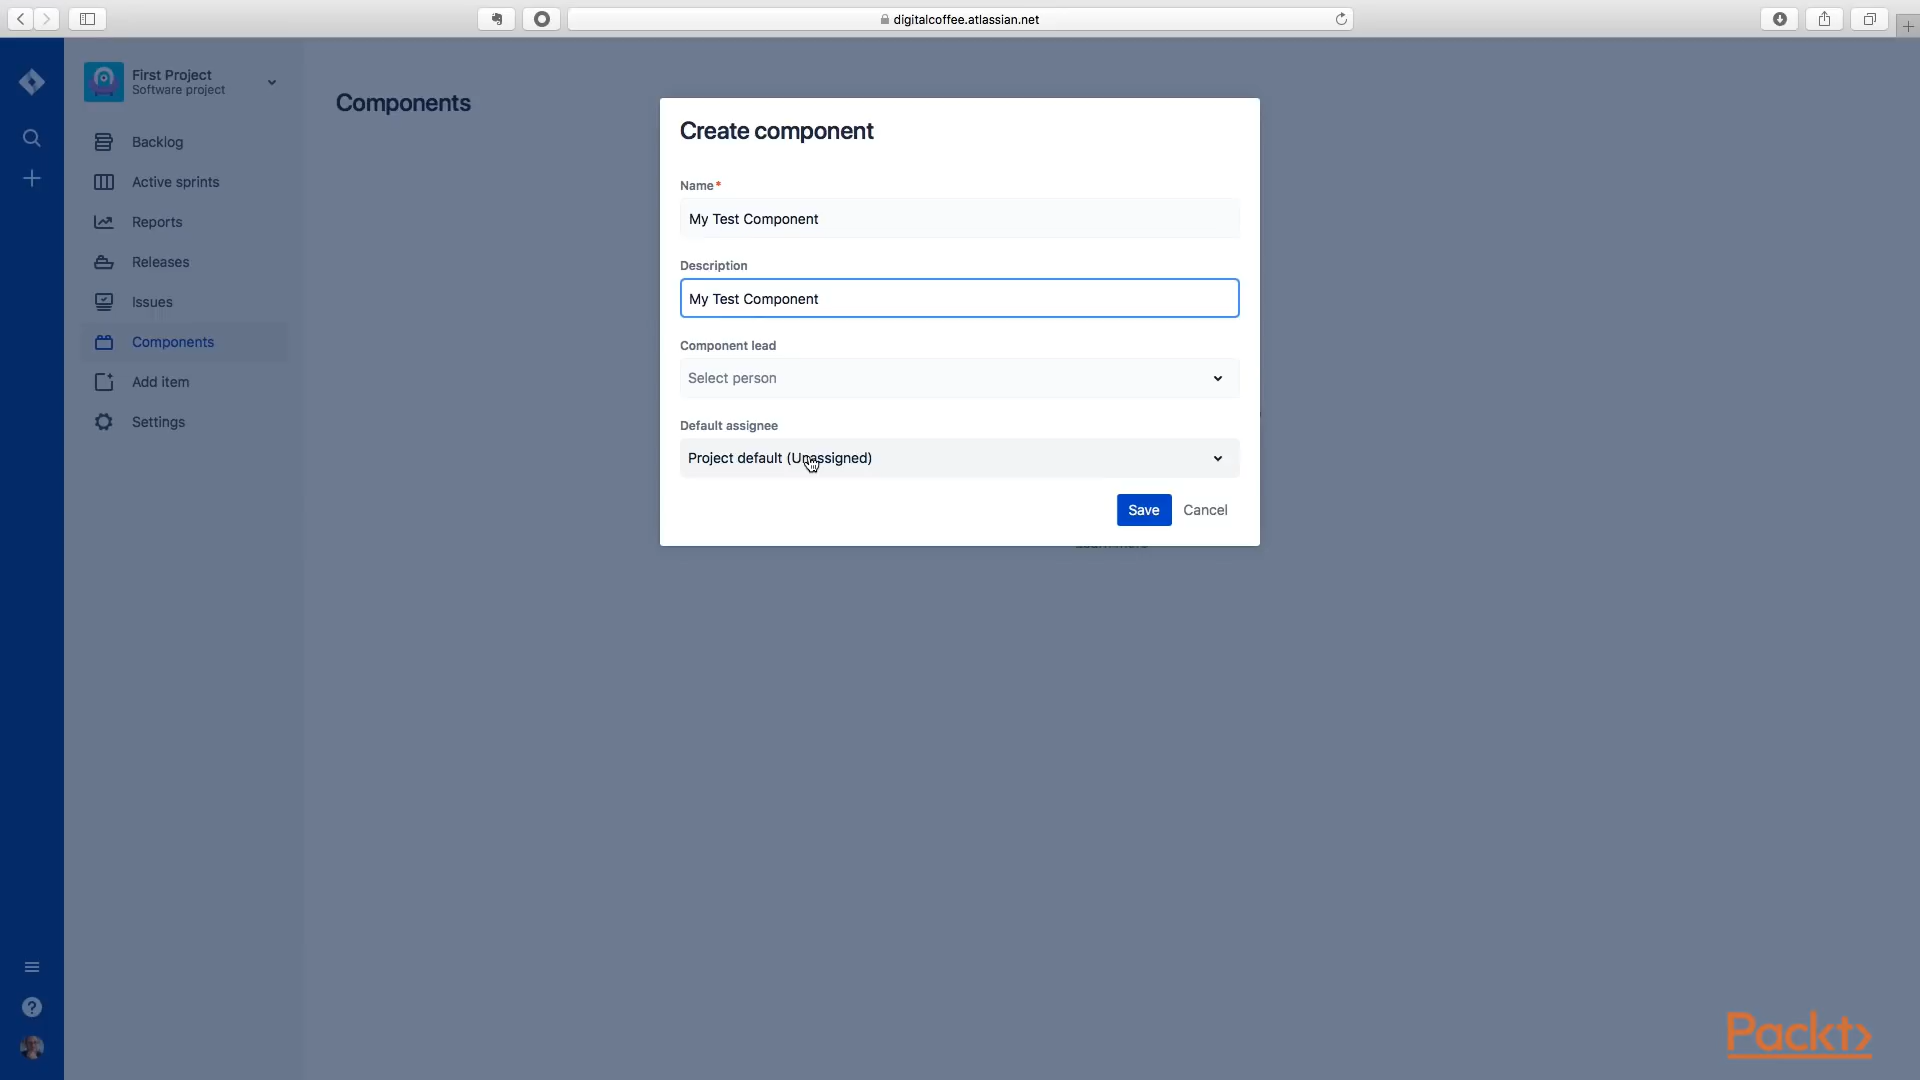 digitalcoffee.atlassian.net
First Project
Software project
Backlog
Active sprints
Reports
Releases
Issues
Components
Add item
Settings
Components
Create component
Name*
My Test Component
Description
My Test Component
Component lead
Select person
Default assignee
Project default (Unassigned)
Save
Cancel
Packt>